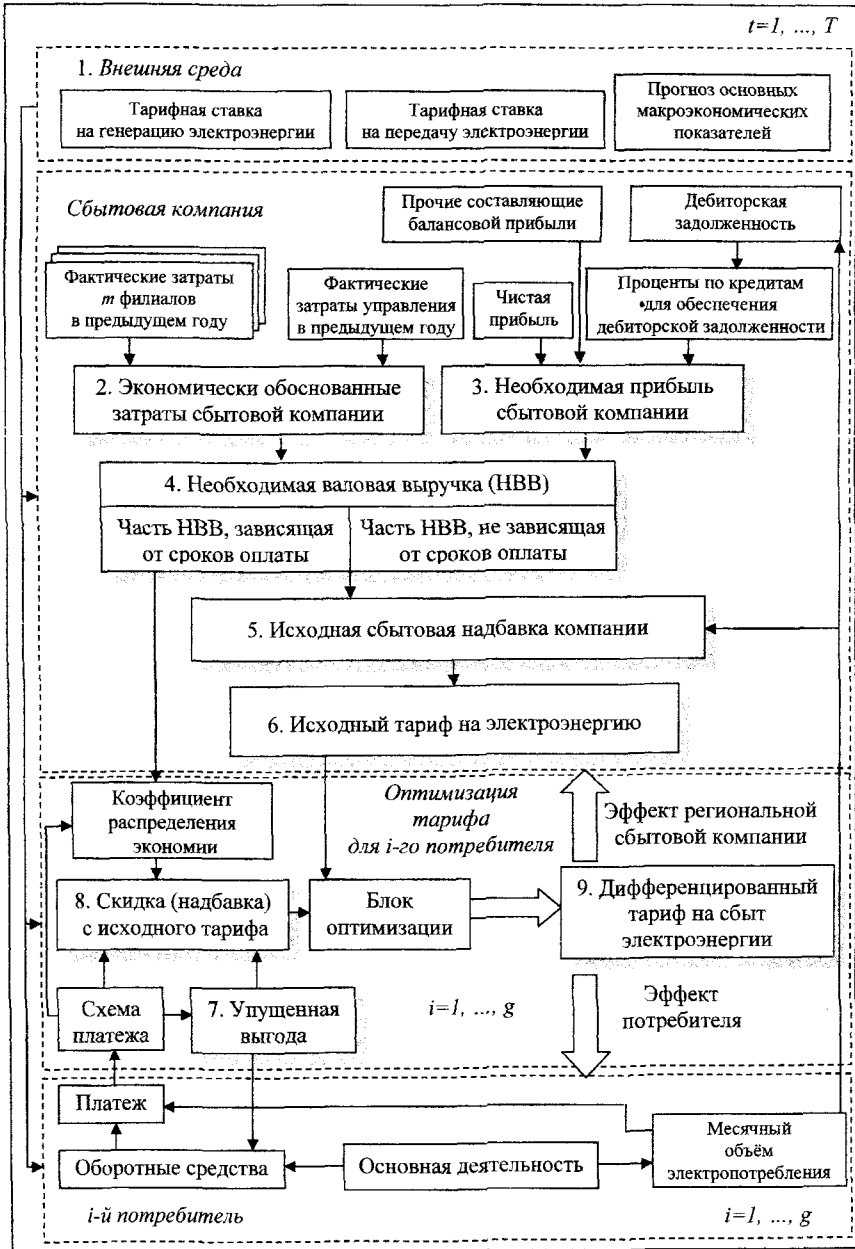 t=1, ..., T
1. Внешняя среда
Тарифная ставка
на генерацию электроэнергии
Тарифная ставка
на передачу электроэнергии
Прогноз основных
макроэкономических
показателей
Сбытовая компания
Прочие составляющие
балансовой прибыли
Дебиторская
задолженность
Фактические затраты
m филиалов
в предыдущем году
Фактические
затраты управления
в предыдущем году
Чистая
прибыль
Проценты по кредитам
для обеспечения
дебиторской задолженности
2. Экономически обоснованные
затраты сбытовой компании
3. Необходимая прибыль
сбытовой компании
4. Необходимая валовая выручка (НВВ)
Часть НВВ, зависящая
от сроков оплаты
Часть НВВ, не зависящая
от сроков оплаты
5. Исходная сбытовая надбавка компании
6. Исходный тариф на электроэнергию
Коэффициент
распределения
экономии
Оптимизация
тарифа
для i-го потребителя
Эффект региональной
сбытовой компании
8. Скидка (надбавка)
с исходного тарифа
Блок
оптимизации
9. Дифференцированный
тариф на сбыт
электроэнергии
Схема
платежа
7. Упущенная
выгода
i=1, ..., g
Эффект
потребителя
Платеж
Месячный
объём
электропотребления
Оборотные средства
Основная деятельность
i-й потребитель
i=1, ..., g